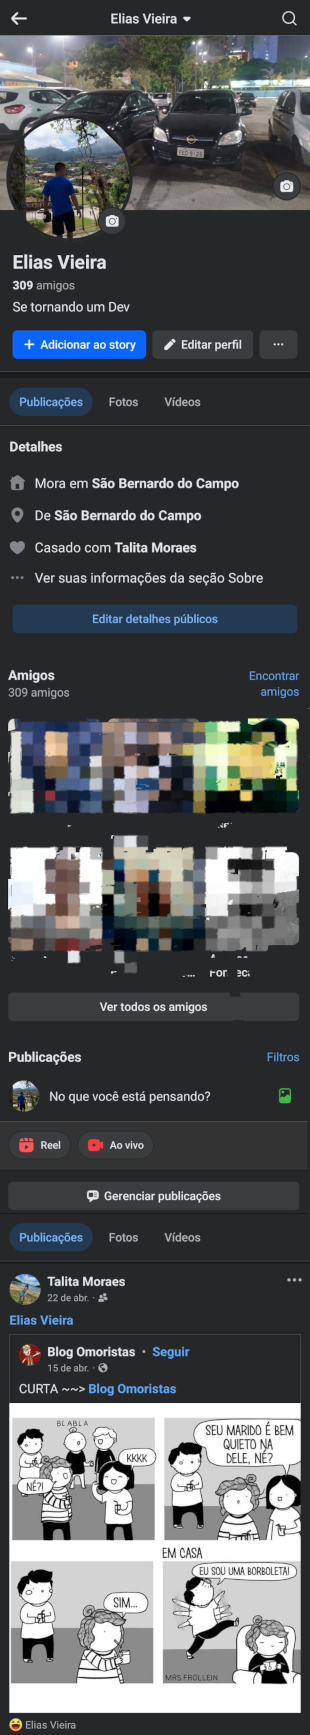 Elias Vieira
Elias Vieira
309 amigos
Se tornando um Dev
+ Adicionar ao story
Editar perfil
...
Publicações Fotos Vídeos
Detalhes
Mora em São Bernardo do Campo
De São Bernardo do Campo
Casado com Talita Moraes
Ver suas informações da seção Sobre
Editar detalhes públicos
Amigos
309 amigos
Encontrar
amigos
Ver todos os amigos
Publicações
Filtros
No que você está pensando?
Reel
Ao vivo
Gerenciar publicações
Publicações Fotos Vídeos
Talita Moraes
22 de abr. ·
Elias Vieira
Blog Omoristas · Seguir
15 de abr. ·
CURTA ~~> Blog Omoristas
BLABLA
KKKK
NÉ?!
SEU MARIDO É BEM
QUIETO NA
DELE, NÉ?
SIM...
EM CASA
EU SOU UMA BORBOLETA!
MRS.FROLLEIN
Elias Vieira